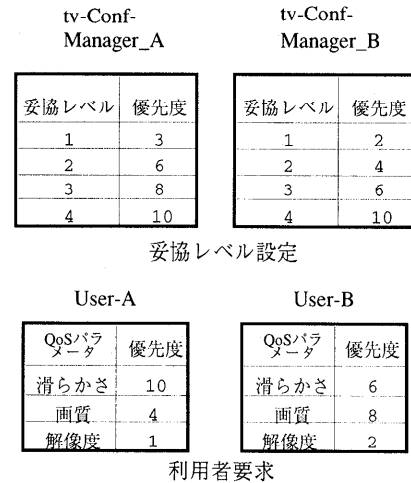 tv-Conf-
Manager_A
tv-Conf-
Manager_B
妥協レベル 優先度
1 3
2 6
3 8
4 10
妥協レベル 優先度
1 2
2 4
3 6
4 10
妥協レベル設定
User-A
User-B
QoSパラ
メータ 優先度
滑らかさ 10
画質 4
解像度 1
QoSパラ
メータ 優先度
滑らかさ 6
画質 8
解像度 2
利用者要求